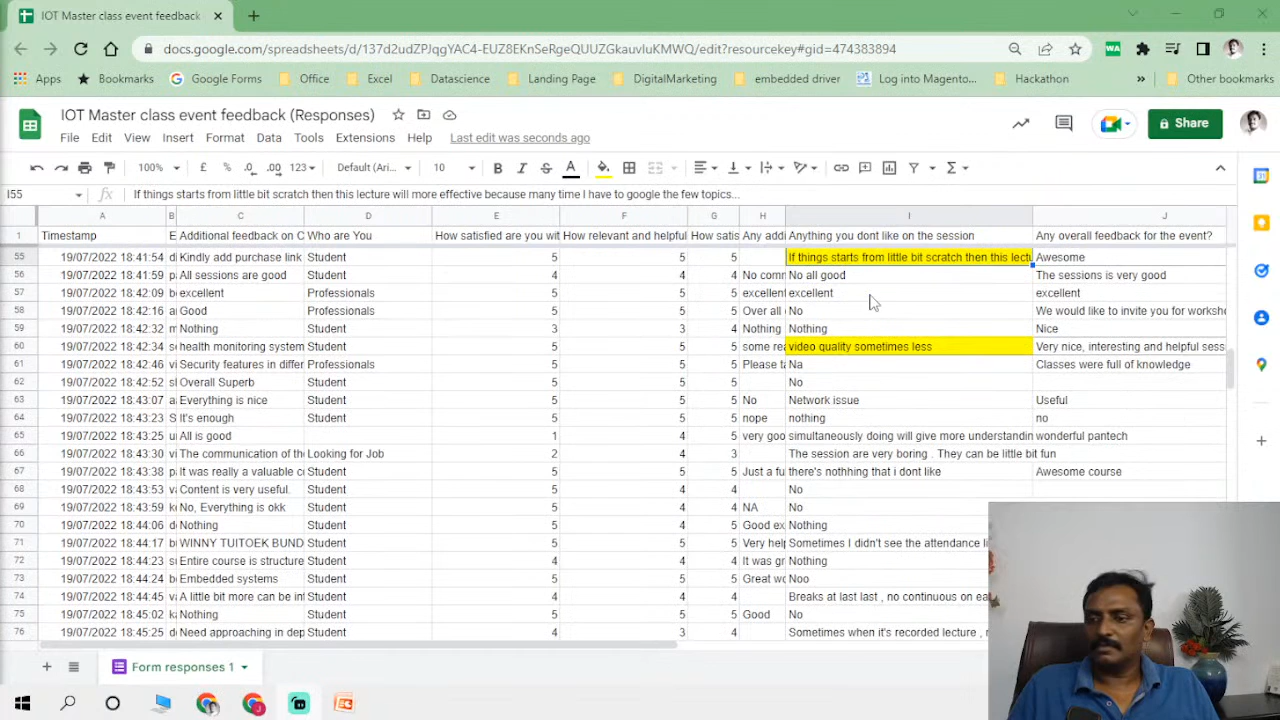 IOT Master class event feedback
docs.google.com/spreadsheets/d/137d2udZPJqgYAC4-EUZ8EKnSeRgeQUUZGkauvluKMWQ/edit?resourcekey#gid=474383894
WA
Apps Bookmarks Google Forms Office Excel Datascience Landing Page DigitalMarketing embedded driver Log into Magento... Hackathon » Other bookmarks
IOT Master class event feedback (Responses)
File Edit View Insert Format Data Tools Extensions Help Last edit was seconds ago
Share
100% £ % .0 .00 123 Default (Ari... 10 B I S A Σ
I55 fx If things starts from little bit scratch then this lecture will more effective because many time I have to google the few topics...
A B C D E F G H I J
1 Timestamp E Additional feedback on C Who are You How satisfied are you wit How relevant and helpful How satis Any addi Anything you dont like on the session Any overall feedback for the event?
55 19/07/2022 18:41:54 di Kindly add purchase link Student 5 5 5 If things starts from little bit scratch then this lectu Awesome
56 19/07/2022 18:41:59 pa All sessions are good Student 4 4 4 No comm No all good The sessions is very good
57 19/07/2022 18:42:09 be excellent Professionals 5 5 5 excellent excellent excellent
58 19/07/2022 18:42:16 Good Professionals 5 5 5 Over all No We would like to invite you for worksho
59 19/07/2022 18:42:32 m Nothing Student 3 3 4 Nothing Nothing Nice
60 19/07/2022 18:42:34 s health monitoring system Student 5 5 5 some rea video quality sometimes less Very nice, interesting and helpful sess
61 19/07/2022 18:42:46 vi Security features in differ Professionals 5 5 5 Please ta Na Classes were full of knowledge
62 19/07/2022 18:42:52 sl Overall Superb Student 5 5 5 No
63 19/07/2022 18:43:07 a Everything is nice Student 5 5 5 No Network issue Useful
64 19/07/2022 18:43:23 S It's enough Student 5 5 5 nope nothing no
65 19/07/2022 18:43:25 ur All is good 1 4 5 very goo simultaneously doing will give more understandin wonderful pantech
66 19/07/2022 18:43:30 vi The communication of the Looking for Job 2 4 3 The session are very boring . They can be little bit fun
67 19/07/2022 18:43:38 p It was really a valuable c Student 5 5 5 Just a fu there's nothhing that i dont like Awesome course
68 19/07/2022 18:43:53 va Content is very useful. Student 5 4 4 No
69 19/07/2022 18:43:59 k No, Everything is okk Student 5 4 4 NA No
70 19/07/2022 18:44:06 d Nothing Student 5 4 5 Good ex Nothing
71 19/07/2022 18:44:17 b WINNY TUITOEK BUND Student 5 5 5 Very help Sometimes I didn't see the attendance li
72 19/07/2022 18:44:23 s Entire course is structure Student 4 4 4 It was gr Nothing
73 19/07/2022 18:44:24 b Embedded systems Student 5 5 5 Great wo Noo
74 19/07/2022 18:44:45 va A little bit more can be in Student 4 4 4 Breaks at last last , no continuous on ea
75 19/07/2022 18:45:02 ka Nothing Student 5 5 5 Good No
76 19/07/2022 18:45:25 d Need approaching in dep Student 4 3 4 Sometimes when it's recorded lecture ,
Form responses 1